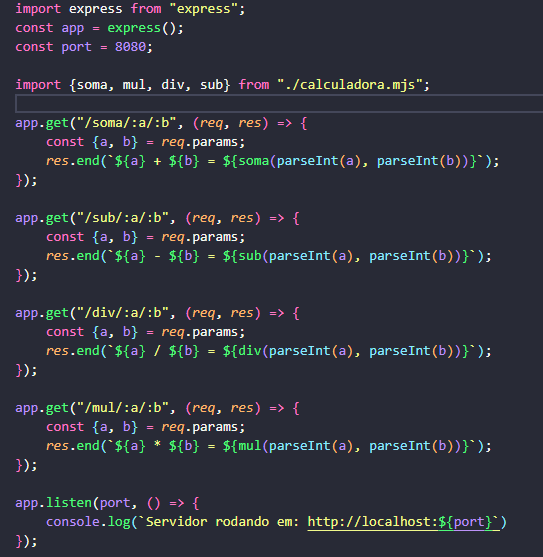 import express from "express";
const app = express();
const port = 8080;
import {soma, mul, div, sub} from "./calculadora.mjs";
app.get("/soma/:a/:b", (req, res) => {
    const {a, b} = req.params;
    res.end(`${a} + ${b} = ${soma(parseInt(a), parseInt(b))}`);
});
app.get("/sub/:a/:b", (req, res) => {
    const {a, b} = req.params;
    res.end(`${a} - ${b} = ${sub(parseInt(a), parseInt(b))}`);
});
app.get("/div/:a/:b", (req, res) => {
    const {a, b} = req.params;
    res.end(`${a} / ${b} = ${div(parseInt(a), parseInt(b))}`);
});
app.get("/mul/:a/:b", (req, res) => {
    const {a, b} = req.params;
    res.end(`${a} * ${b} = ${mul(parseInt(a), parseInt(b))}`);
});
app.listen(port, () => {
    console.log(`Servidor rodando em: http://localhost:${port}`)
});